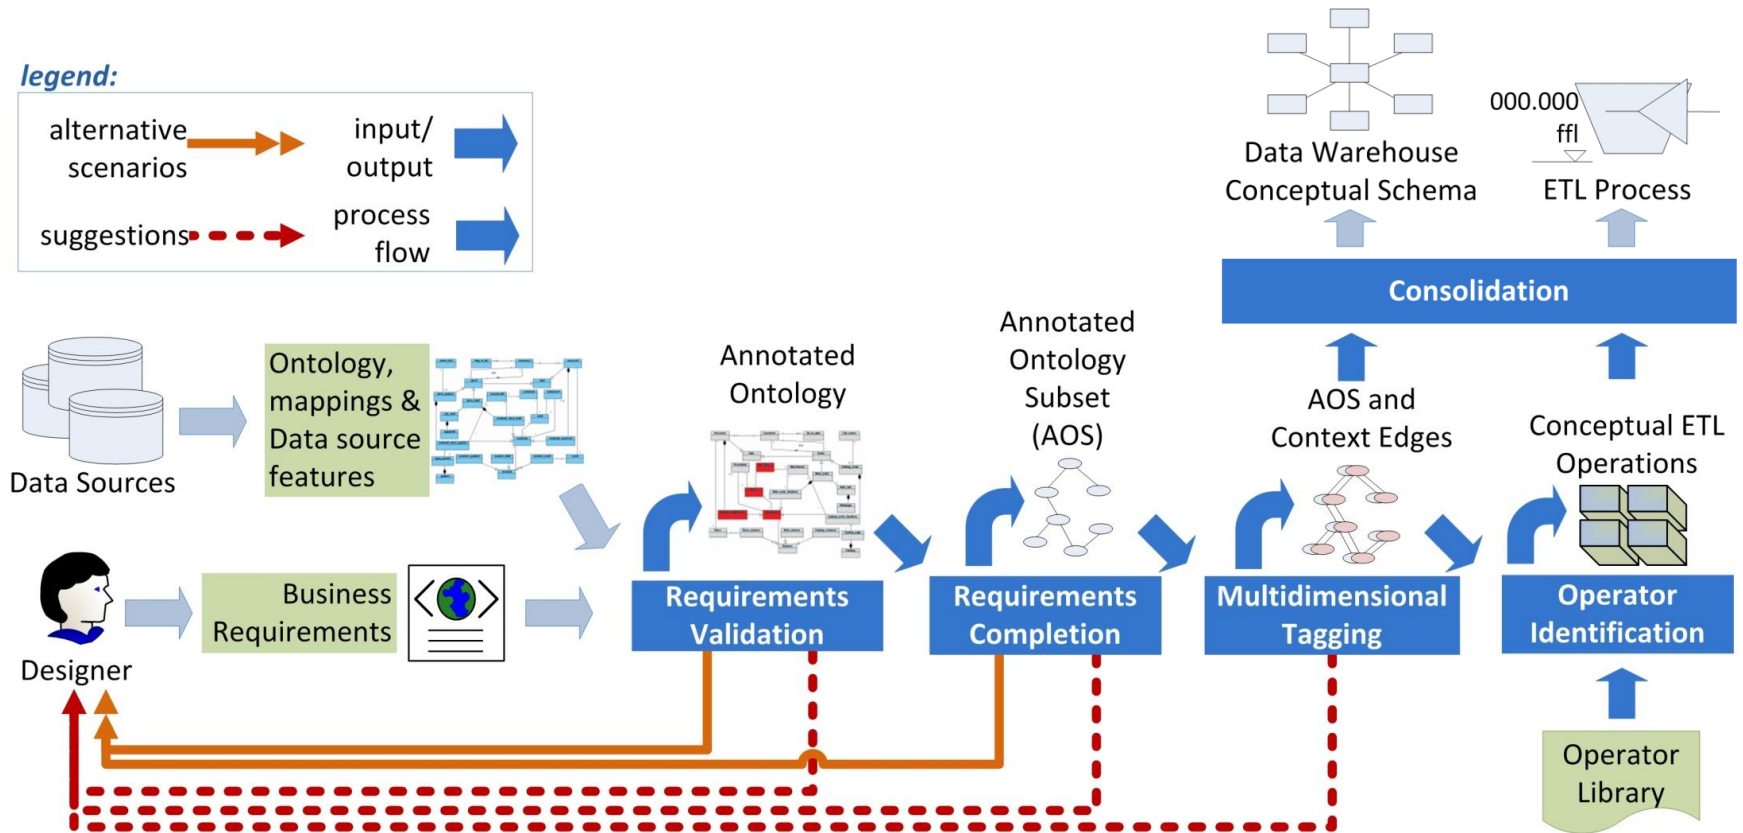 legend:
alternative
scenarios
input/
output
suggestions
process
flow
Data Warehouse
Conceptual Schema
000.000
ffl
ETL Process
Consolidation
Data Sources
Ontology,
mappings &
Data source
features
Annotated
Ontology
Annotated
Ontology
Subset
(AOS)
AOS and
Context Edges
Conceptual ETL
Operations
Designer
Business
Requirements
Requirements
Validation
Requirements
Completion
Multidimensional
Tagging
Operator
Identification
Operator
Library